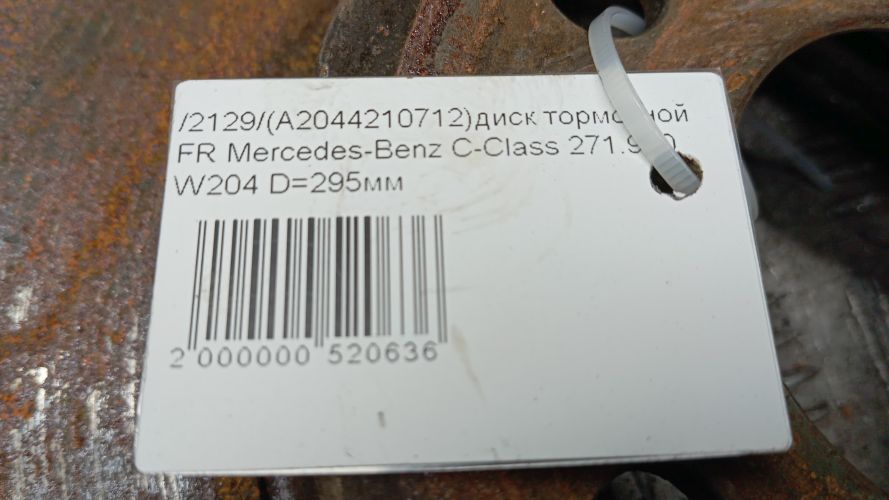 /2129/(A2044210712)диск
FR Mercedes-Benz C-Class
W204 D=295мм
2 000000 520636